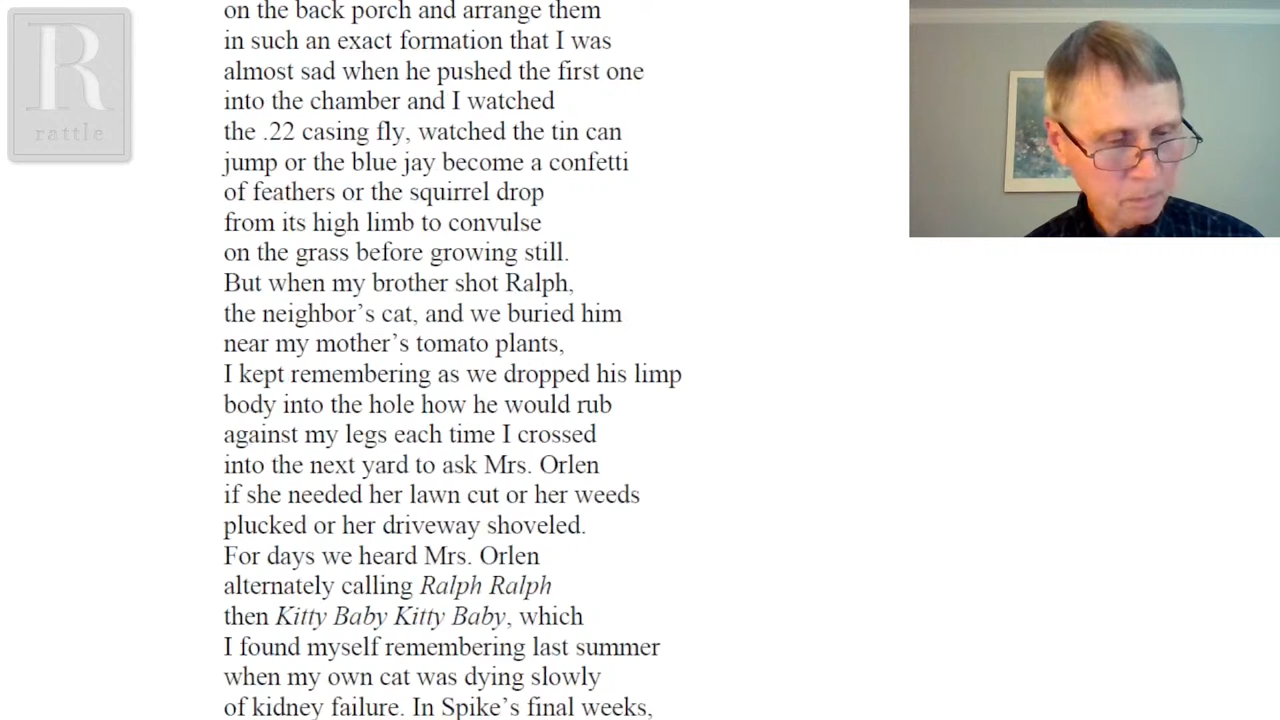 R
rattle
on the back porch and arrange them
in such an exact formation that I was
almost sad when he pushed the first one
into the chamber and I watched
the .22 casing fly, watched the tin can
jump or the blue jay become a confetti
of feathers or the squirrel drop
from its high limb to convulse
on the grass before growing still.
But when my brother shot Ralph,
the neighbor’s cat, and we buried him
near my mother’s tomato plants,
I kept remembering as we dropped his limp
body into the hole how he would rub
against my legs each time I crossed
into the next yard to ask Mrs. Orlen
if she needed her lawn cut or her weeds
plucked or her driveway shoveled.
For days we heard Mrs. Orlen
alternately calling Ralph Ralph
then Kitty Baby Kitty Baby, which
I found myself remembering last summer
when my own cat was dying slowly
of kidney failure. In Spike’s final weeks,